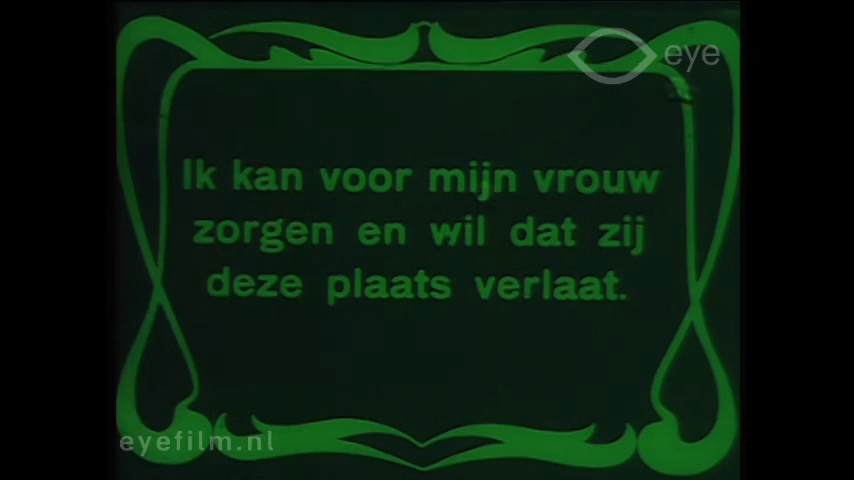 eye
Ik kan voor mijn vrouw
zorgen en wil dat zij
deze plaats verlaat.
eyefilm.nl